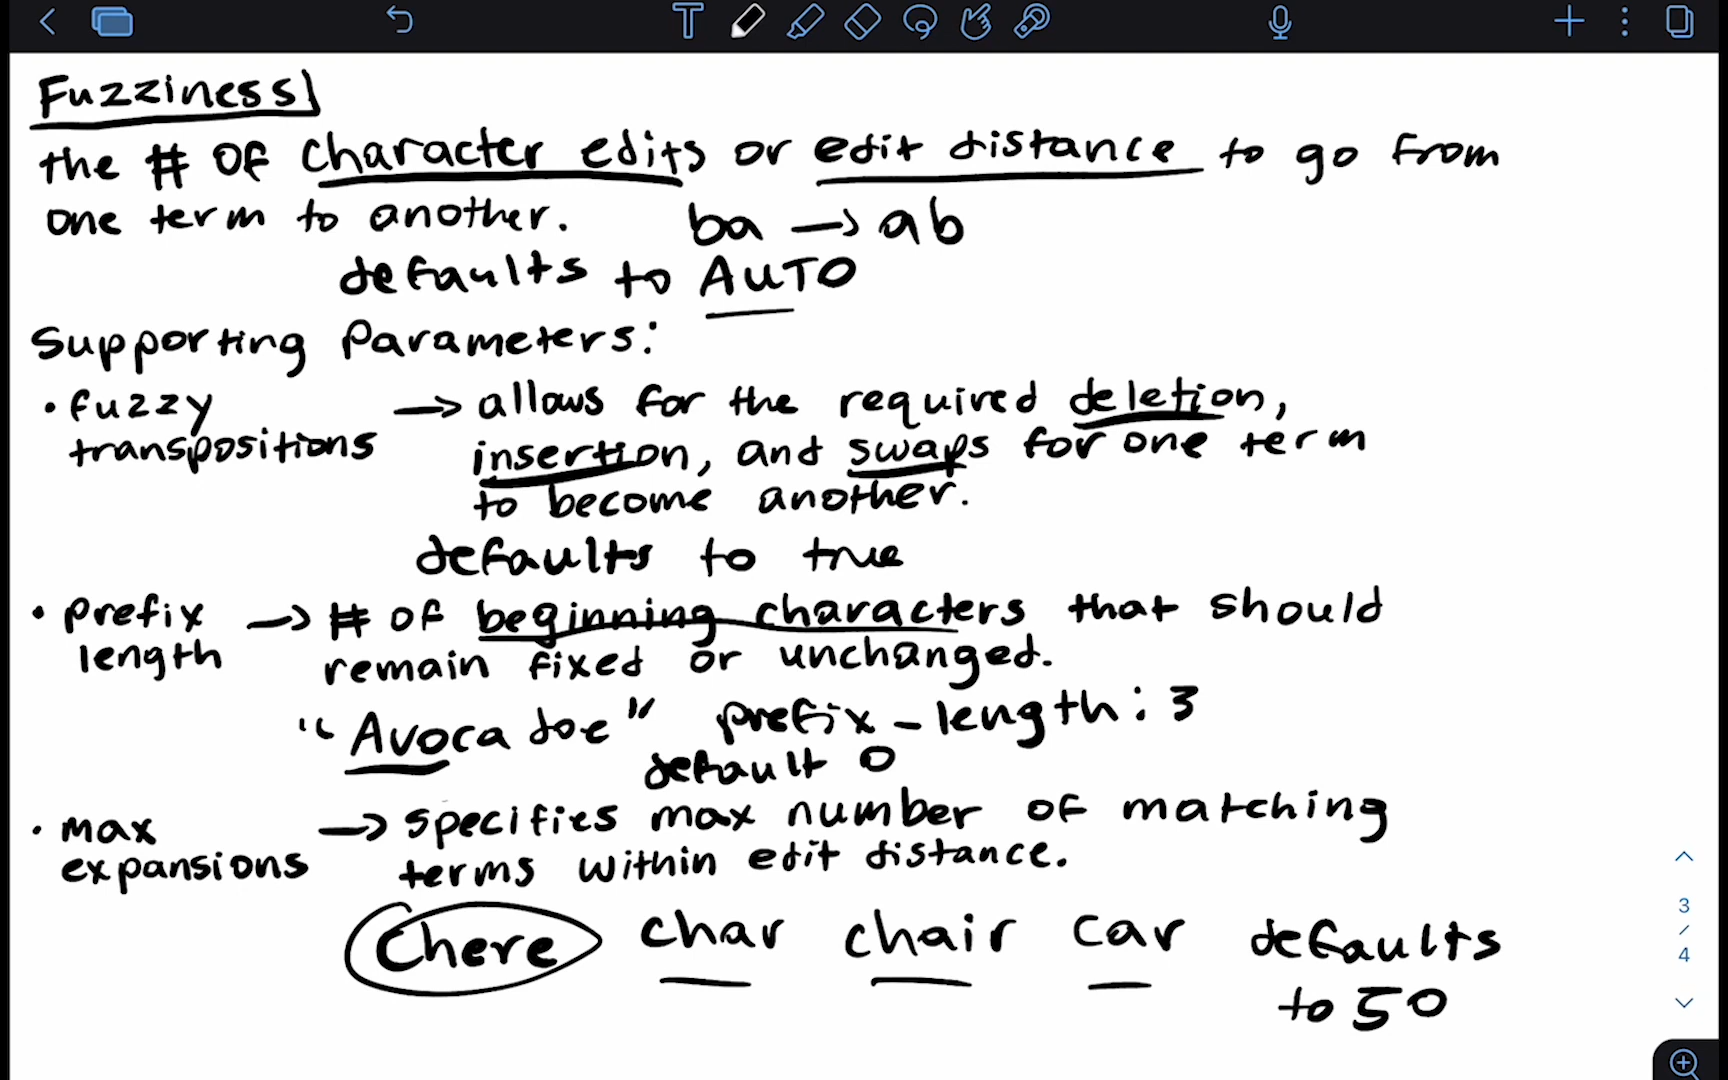 Fuzziness
the # of character edits or edit distance to go from
one term to another. ba → ab
defaults to AUTO
Supporting Parameters:
• fuzzy transpositions → allows for the required deletion,
insertion, and swaps for one term
to become another.
defaults to true
• prefix length → # of beginning characters that should
remain fixed or unchanged.
"Avocadoe" prefix_length: 3
default 0
• max expansions → specifies max number of matching
terms within edit distance.
Chere char chair car defaults
to 50
3
/
4